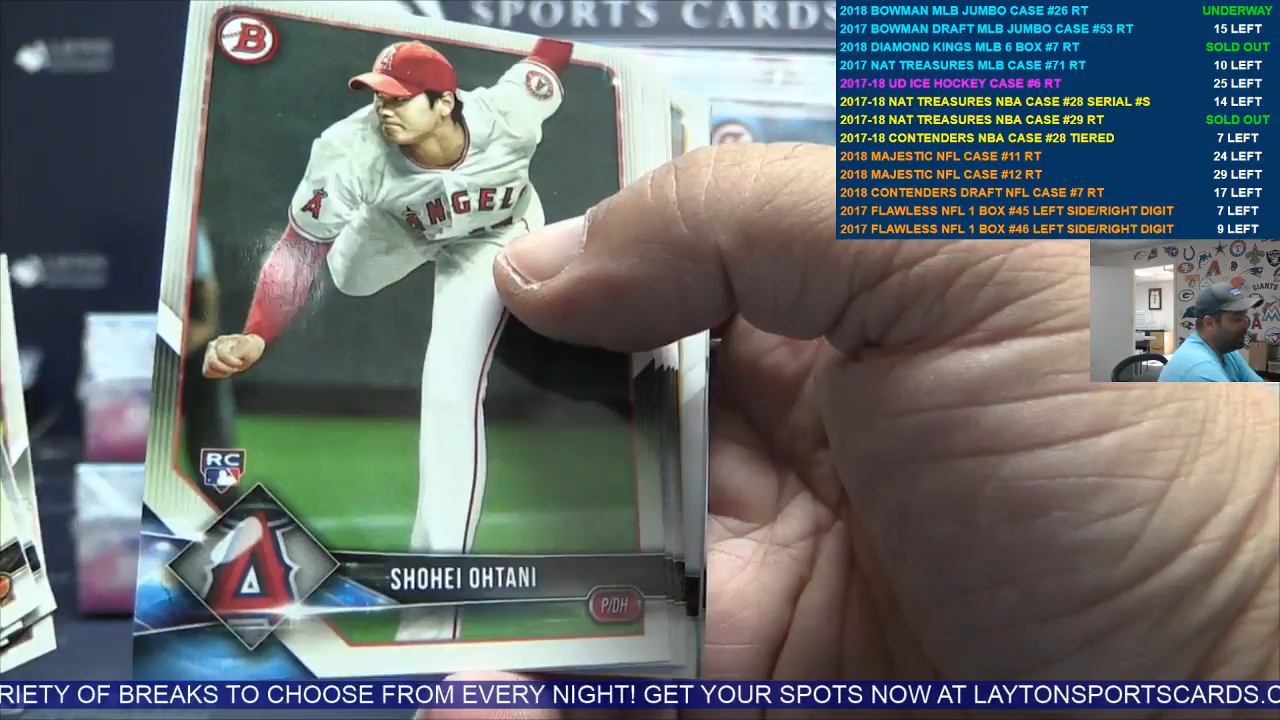 SPORTS CARDS
B
ANGEL
RC
SHOHEI OHTANI
P/DH
2018 BOWMAN MLB JUMBO CASE #26 RT UNDERWAY
2017 BOWMAN DRAFT MLB JUMBO CASE #53 RT 15 LEFT
2018 DIAMOND KINGS MLB 6 BOX #7 RT SOLD OUT
2017 NAT TREASURES MLB CASE #71 RT 10 LEFT
2017-18 UD ICE HOCKEY CASE #6 RT 25 LEFT
2017-18 NAT TREASURES NBA CASE #28 SERIAL #S 14 LEFT
2017-18 NAT TREASURES NBA CASE #29 RT SOLD OUT
2017-18 CONTENDERS NBA CASE #28 TIERED 7 LEFT
2018 MAJESTIC NFL CASE #11 RT 24 LEFT
2018 MAJESTIC NFL CASE #12 RT 29 LEFT
2018 CONTENDERS DRAFT NFL CASE #7 RT 17 LEFT
2017 FLAWLESS NFL 1 BOX #45 LEFT SIDE/RIGHT DIGIT 7 LEFT
2017 FLAWLESS NFL 1 BOX #46 LEFT SIDE/RIGHT DIGIT 9 LEFT
GIANTS
RIETY OF BREAKS TO CHOOSE FROM EVERY NIGHT! GET YOUR SPOTS NOW AT LAYTONSPORTSCARDS.C